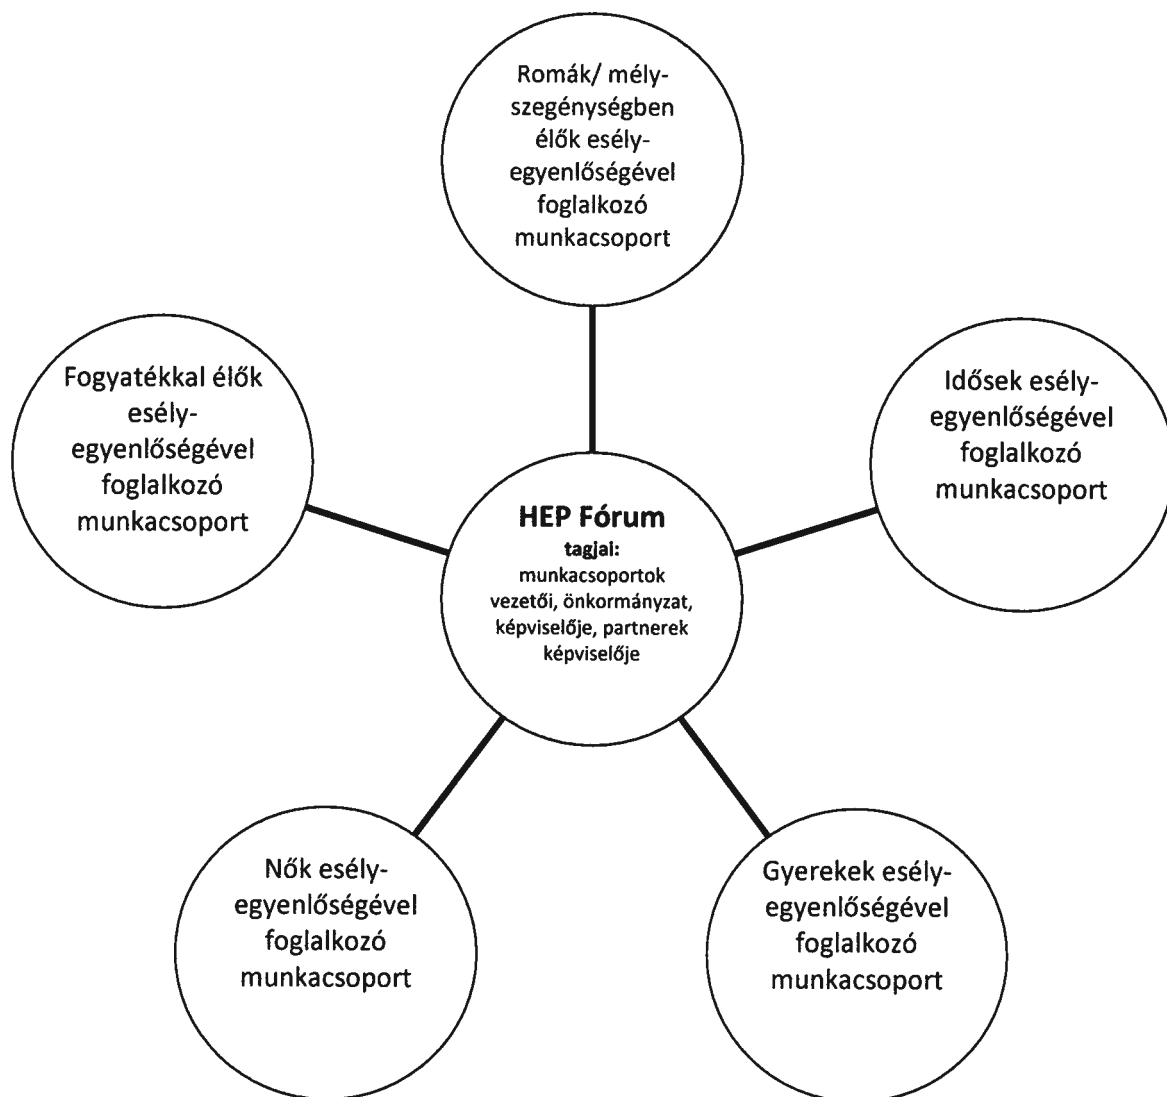 Romák/ mély-
szegénységben
élők esély-
egyenlőségével
foglalkozó
munkacsoport
Fogyatékkal élők
esély-
egyenlőségével
foglalkozó
munkacsoport
Idősek esély-
egyenlőségével
foglalkozó
munkacsoport
HEP Fórum
tagjai:
munkacsoportok
vezetői, önkormányzat,
képviselője, partnerek
képviselője
Nők esély-
egyenlőségével
foglalkozó
munkacsoport
Gyerekek esély-
egyenlőségével
foglalkozó
munkacsoport